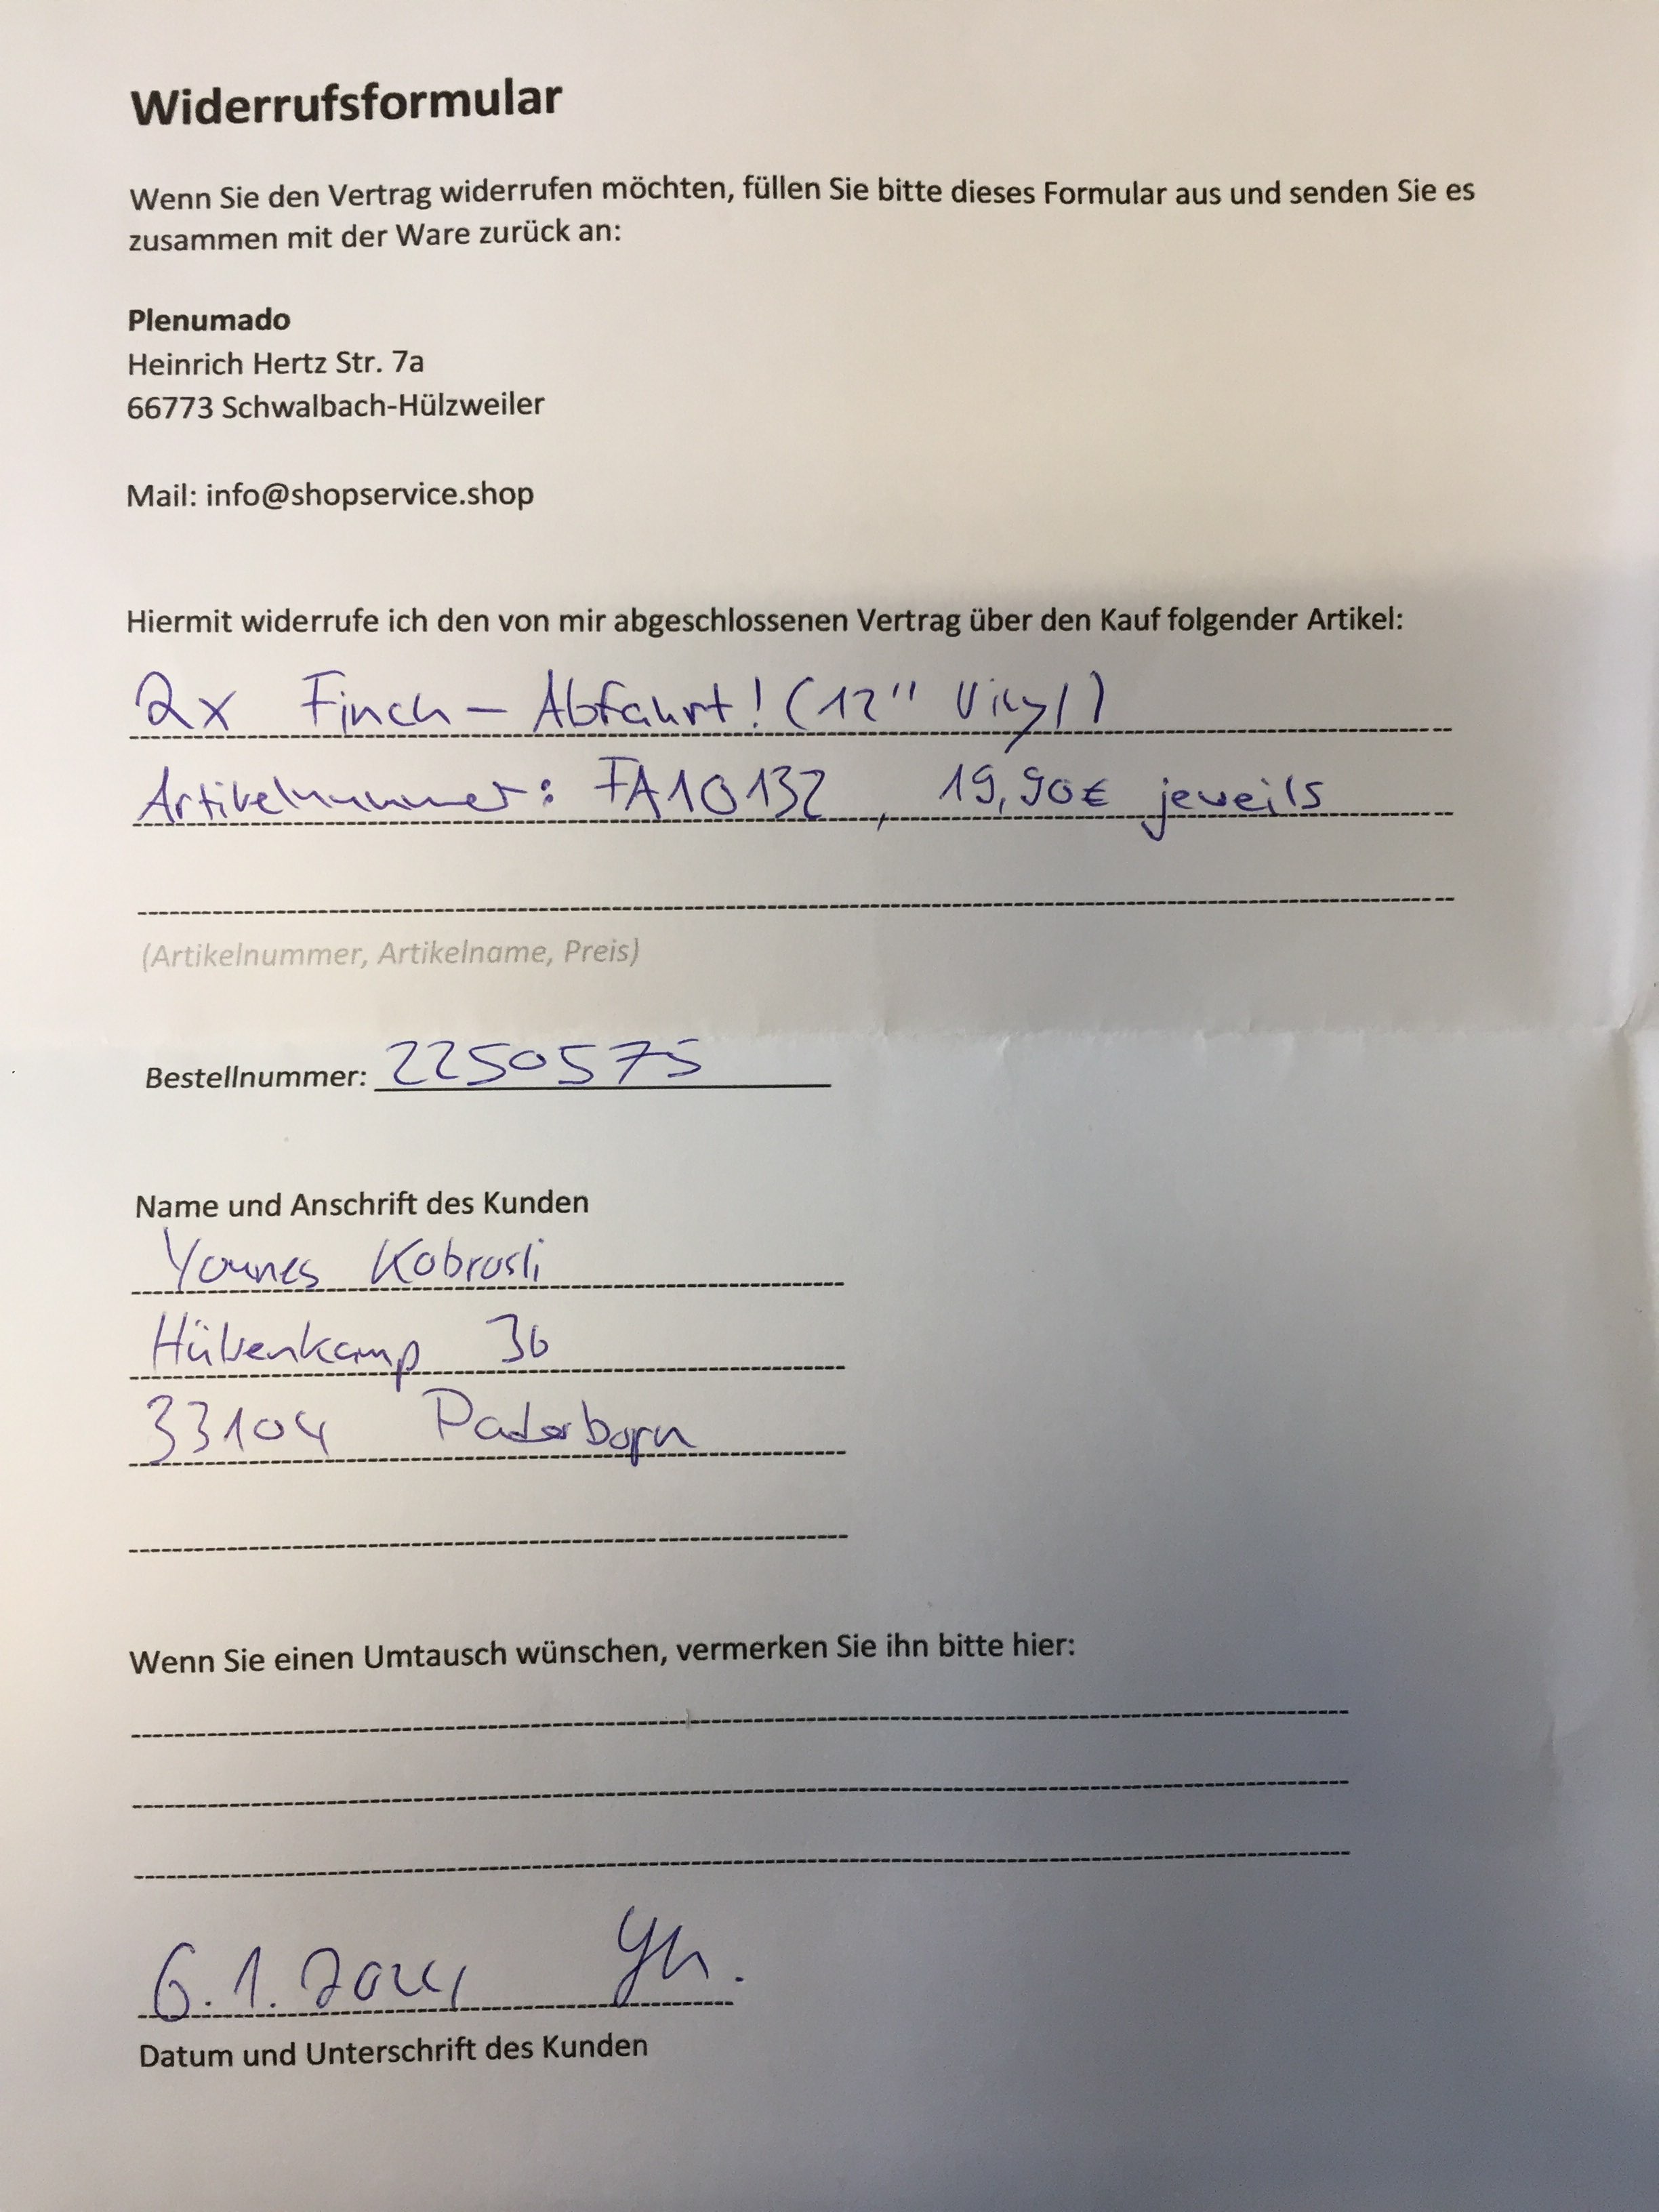 Widerrufsformular
Wenn Sie den Vertrag widerrufen möchten, füllen Sie bitte dieses Formular aus und senden Sie es
zusammen mit der Ware zurück an:
Plenumado
Heinrich Hertz Str. 7a
66773 Schwalbach-Hülzweiler
Mail: info@shopservice.shop
Hiermit widerrufe ich den von mir abgeschlossenen Vertrag über den Kauf folgender Artikel:
2x Finch - Abfahrt! (12" Vinyl)
Artikelnummer: FA10132, 19,90€ jeweils
(Artikelnummer, Artikelname, Preis)
Bestellnummer: 2250575
Name und Anschrift des Kunden
Younes Kobrosli
36
33104 Paderborn
Wenn Sie einen Umtausch wünschen, vermerken Sie ihn bitte hier:
6.1.2024
Datum und Unterschrift des Kunden